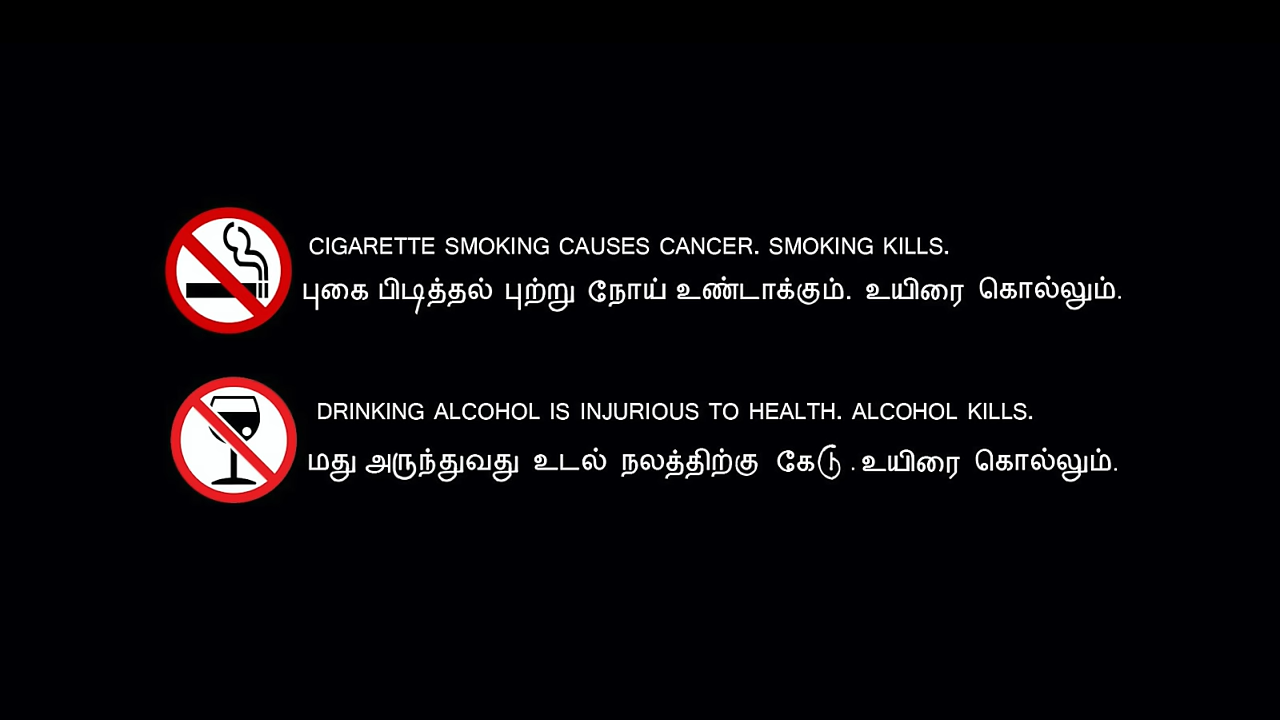 CIGARETTE SMOKING CAUSES CANCER. SMOKING KILLS.
புகை பிடித்தல் புற்று நோய் உண்டாக்கும். உயிரை கொல்லும்.
DRINKING ALCOHOL IS INJURIOUS TO HEALTH. ALCOHOL KILLS.
மது அருந்துவது உடல் நலத்திற்கு கேடு . உயிரை கொல்லும்.